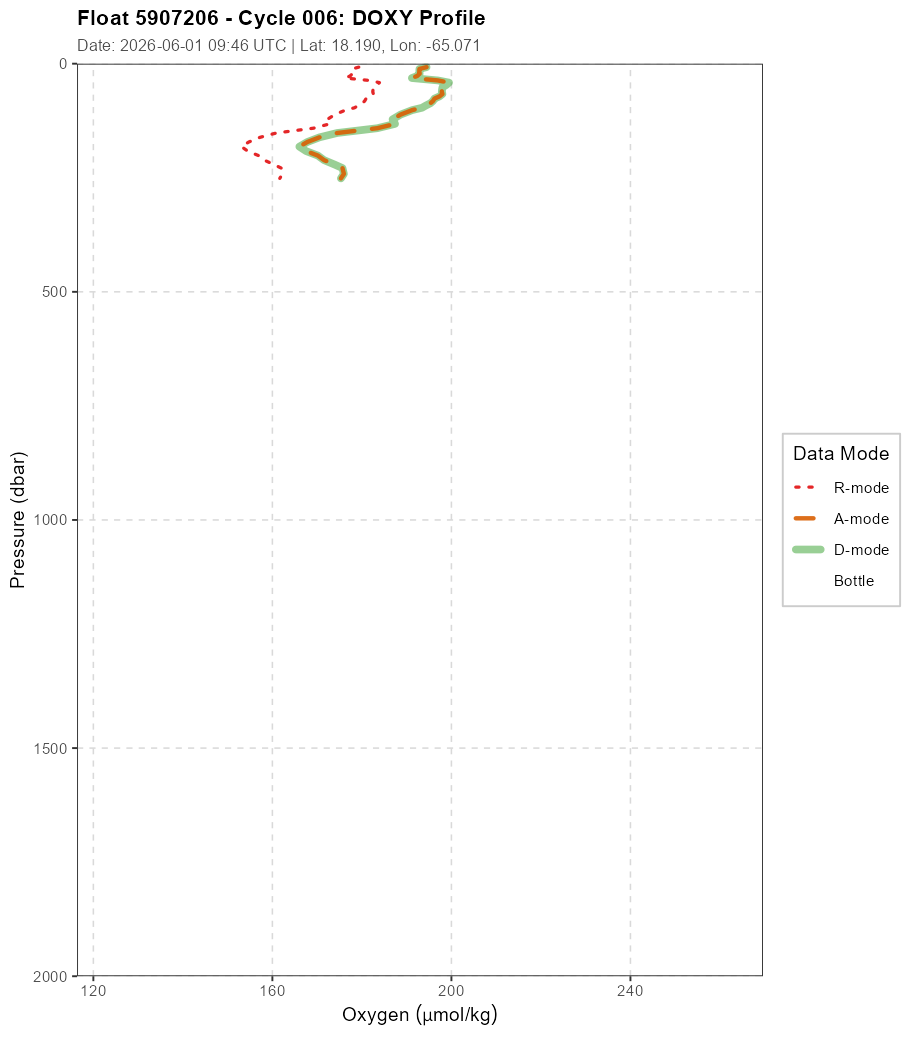 Float 5907206 - Cycle 006: DOXY Profile
Date: 2026-06-01 09:46 UTC | Lat: 18.190, Lon: -65.071
0
500
1000
1500
2000
Pressure (dbar)
120
160
200
240
Oxygen (μmol/kg)
Data Mode
R-mode
A-mode
D-mode
Bottle